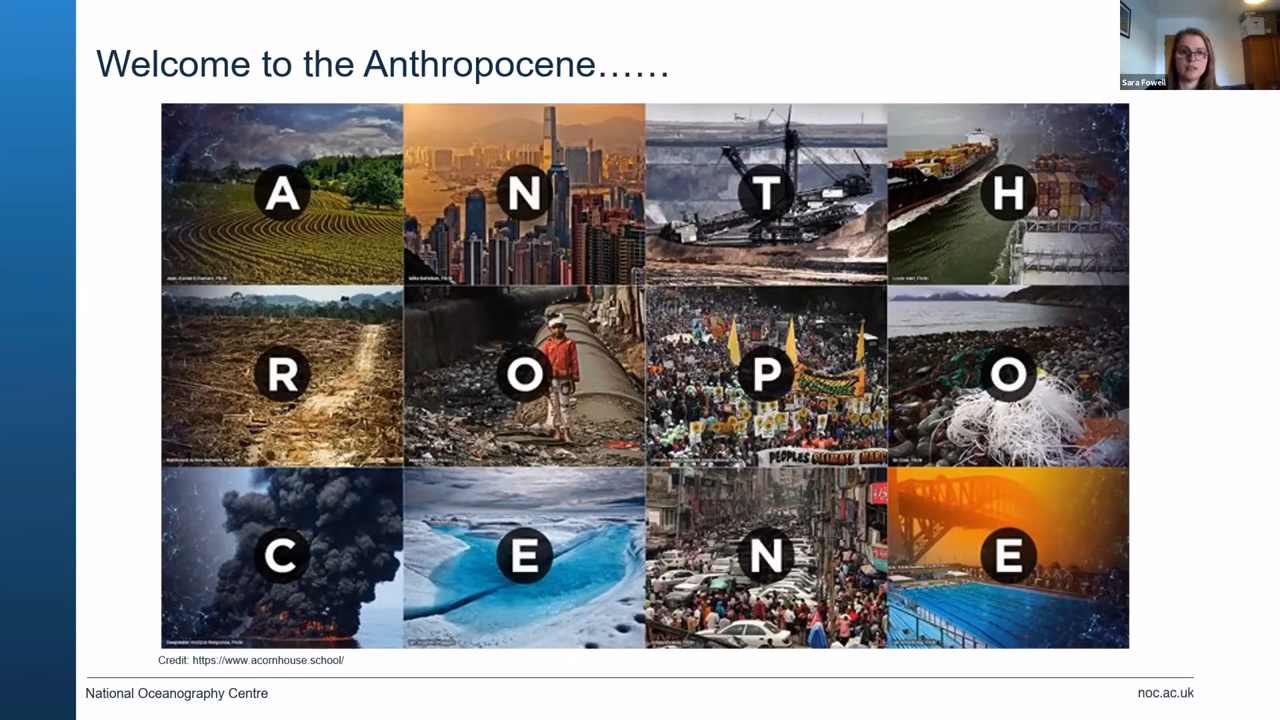 Welcome to the Anthropocene……
Sara Fowell
A
N
T
H
R
O
P
O
PEOPLES CLIMATE MARC
C
E
N
E
Credit: https://www.acornhouse.school/
National Oceanography Centre
noc.ac.uk